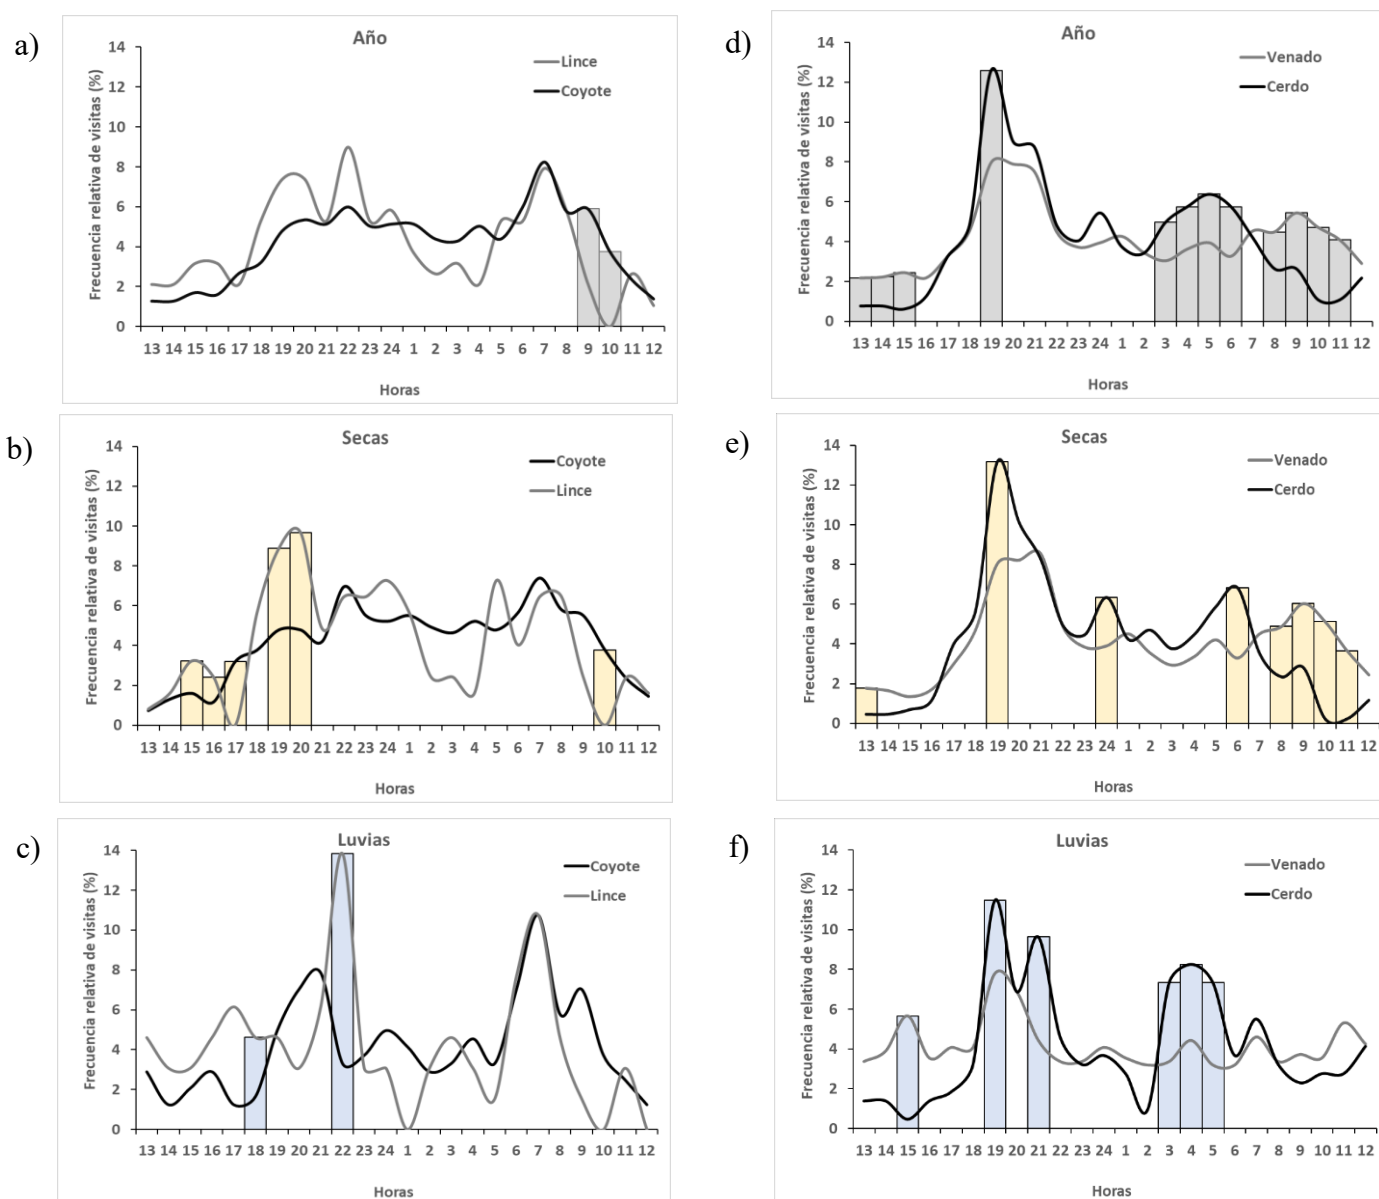 a)
Año
Lince
Coyote
Frecuencia relativa de visitas (%)
14
12
10
8
6
4
2
0
13 14 15 16 17 18 19 20 21 22 23 24 1 2 3 4 5 6 7 8 9 10 11 12
Horas
d)
Año
Venado
Cerdo
Frecuencia relativa de visitas (%)
14
12
10
8
6
4
2
0
13 14 15 16 17 18 19 20 21 22 23 24 1 2 3 4 5 6 7 8 9 10 11 12
Horas
b)
Secas
Coyote
Lince
Frecuencia relativa de visitas (%)
14
12
10
8
6
4
2
0
13 14 15 16 17 18 19 20 21 22 23 24 1 2 3 4 5 6 7 8 9 10 11 12
Horas
e)
Secas
Venado
Cerdo
Frecuencia relativa de visitas (%)
14
12
10
8
6
4
2
0
13 14 15 16 17 18 19 20 21 22 23 24 1 2 3 4 5 6 7 8 9 10 11 12
Horas
c)
Luvias
Coyote
Lince
Frecuencia relativa de visitas (%)
14
12
10
8
6
4
2
0
13 14 15 16 17 18 19 20 21 22 23 24 1 2 3 4 5 6 7 8 9 10 11 12
Horas
f)
Luvias
Venado
Cerdo
Frecuencia relativa de visitas (%)
14
12
10
8
6
4
2
0
13 14 15 16 17 18 19 20 21 22 23 24 1 2 3 4 5 6 7 8 9 10 11 12
Horas